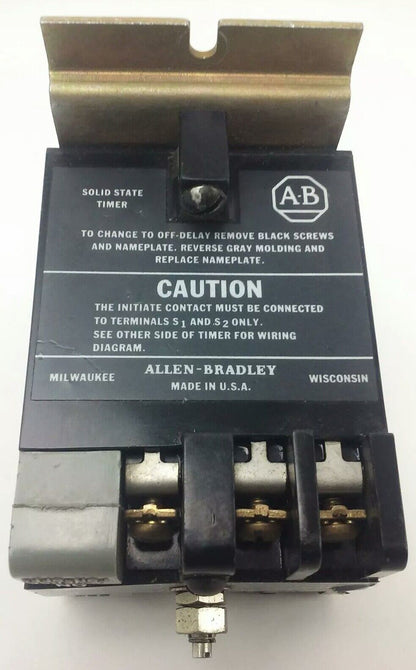 SOLID STATE
TIMER
A-B
TO CHANGE TO OFF-DELAY REMOVE BLACK SCREWS
AND NAMEPLATE. REVERSE GRAY MOLDING AND
REPLACE NAMEPLATE.
CAUTION
THE INITIATE CONTACT MUST BE CONNECTED
TO TERMINALS S1 AND S2 ONLY.
SEE OTHER SIDE OF TIMER FOR WIRING
DIAGRAM.
ALLEN-BRADLEY
MILWAUKEE MADE IN U.S.A. WISCONSIN